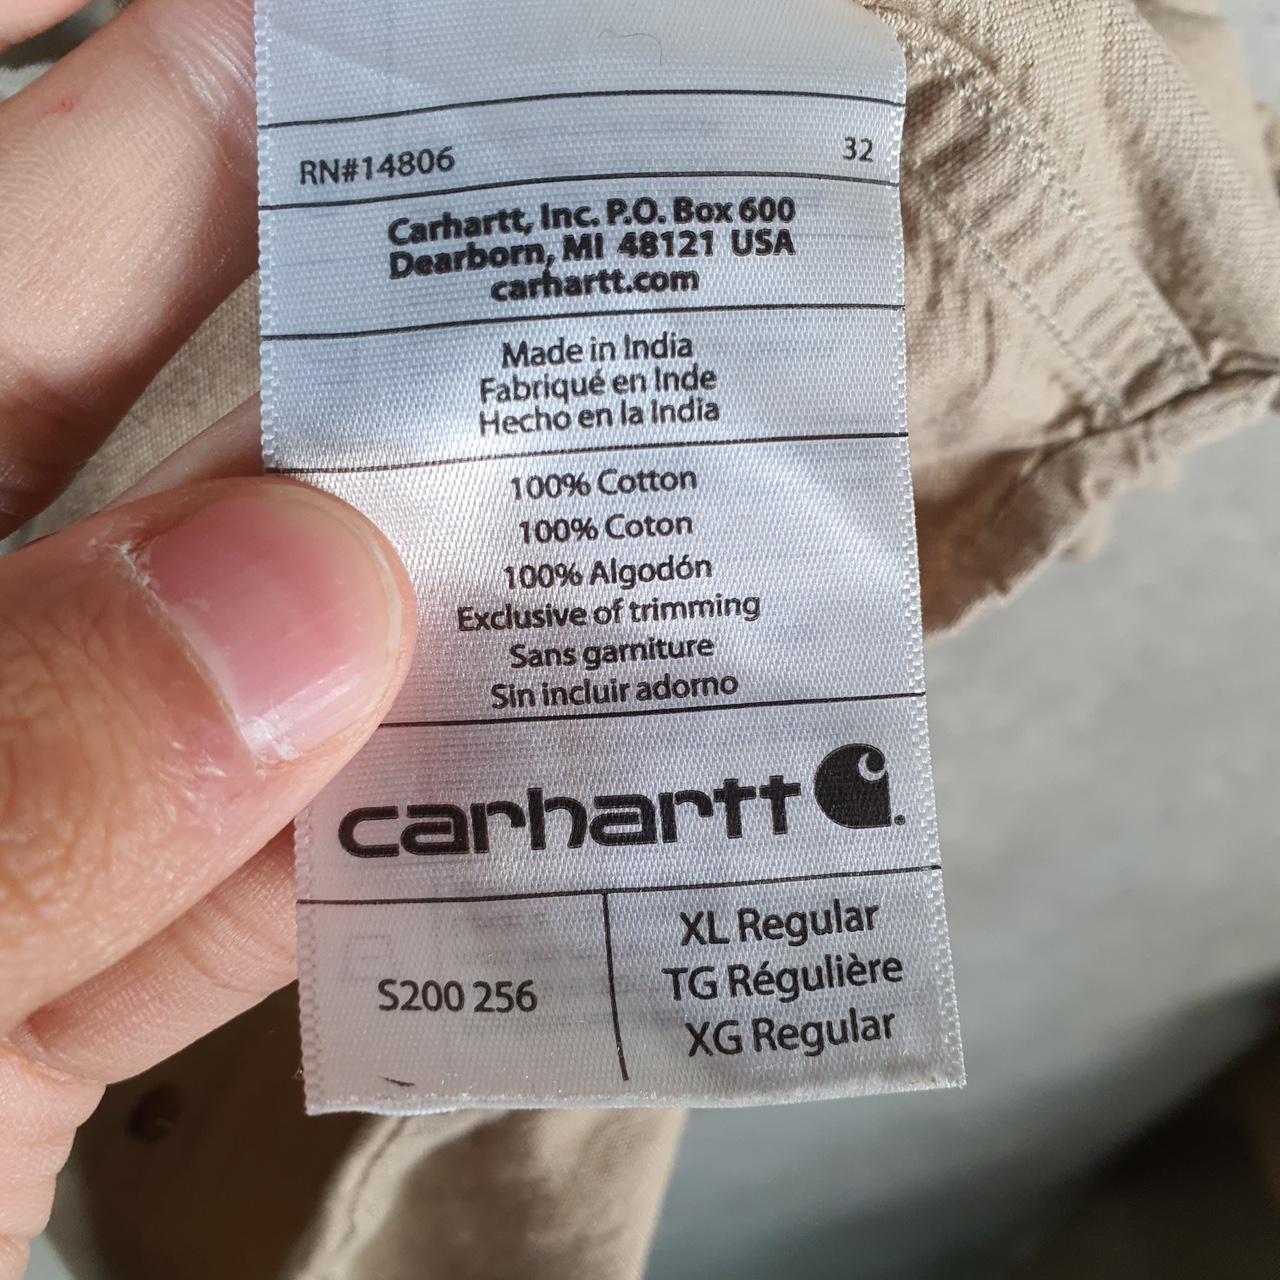 RN#14806 32
Carhartt, Inc. P.O. Box 600
Dearborn, MI 48121 USA
carhartt.com
Made in India
Fabriqué en Inde
Hecho en la India
100% Cotton
100% Coton
100% Algodón
Exclusive of trimming
Sans garniture
Sin incluir adorno
carhartt
S200 256
XL Regular
TG Régulière
XG Regular